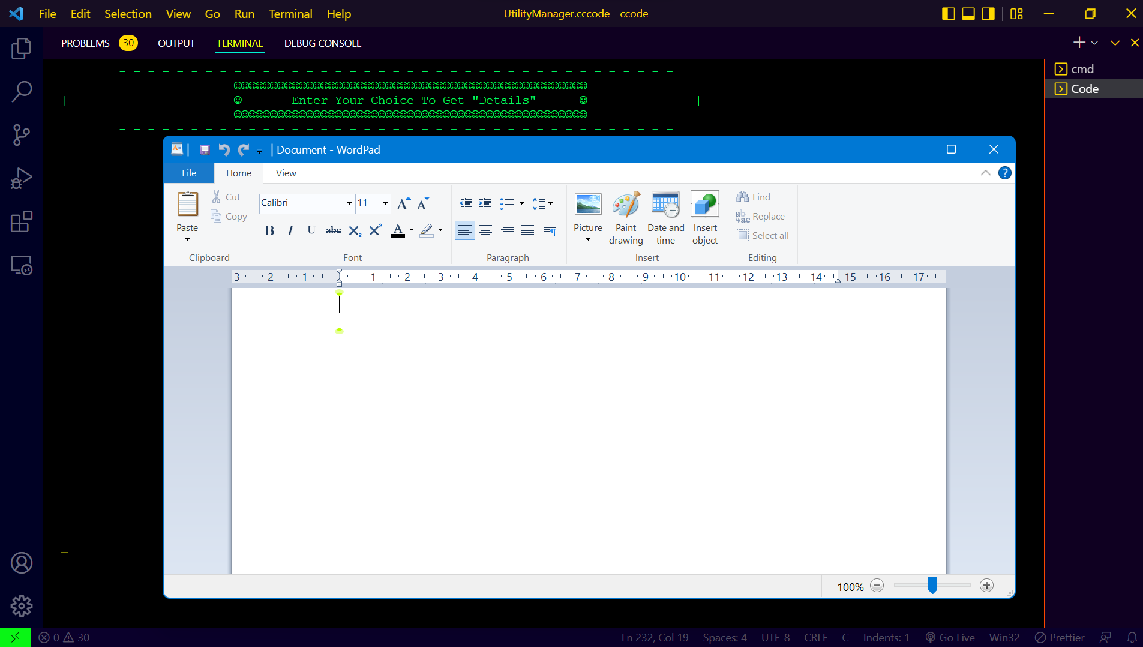 File Edit Selection View Go Run Terminal Help UtilityManager.cccode ccode
PROBLEMS 30 OUTPUT TERMINAL DEBUG CONSOLE
cmd
Code
Enter Your Choice To Get "Details"
Document - WordPad
File Home View
Paste
Cut
Copy
Clipboard
Calibri 11
B I U abc X₂ X²
A
Font
Paragraph
Picture
Paint drawing
Date and time
Insert object
Insert
Find
Replace
Select all
Editing
3 2 1 1 2 3 4 5 6 7 8 9 10 11 12 13 14 15 16 17
100%
0 30 Ln 232, Col 19 Spaces: 4 UTF-8 CRLF C Indents: 1 Go Live Win32 Prettier